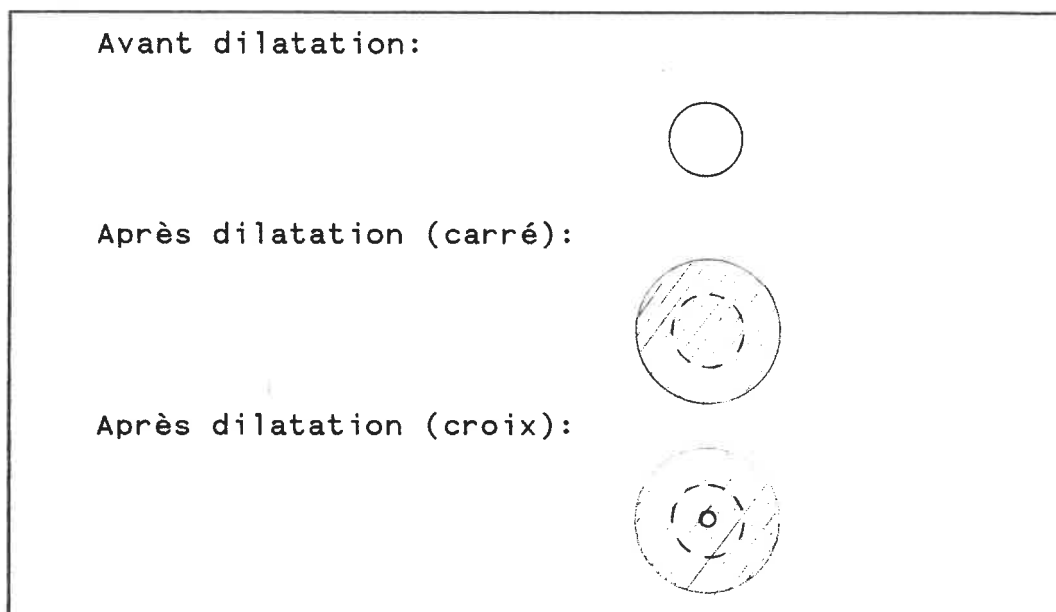 Avant dilatation:
Après dilatation (carré):
Après dilatation (croix):